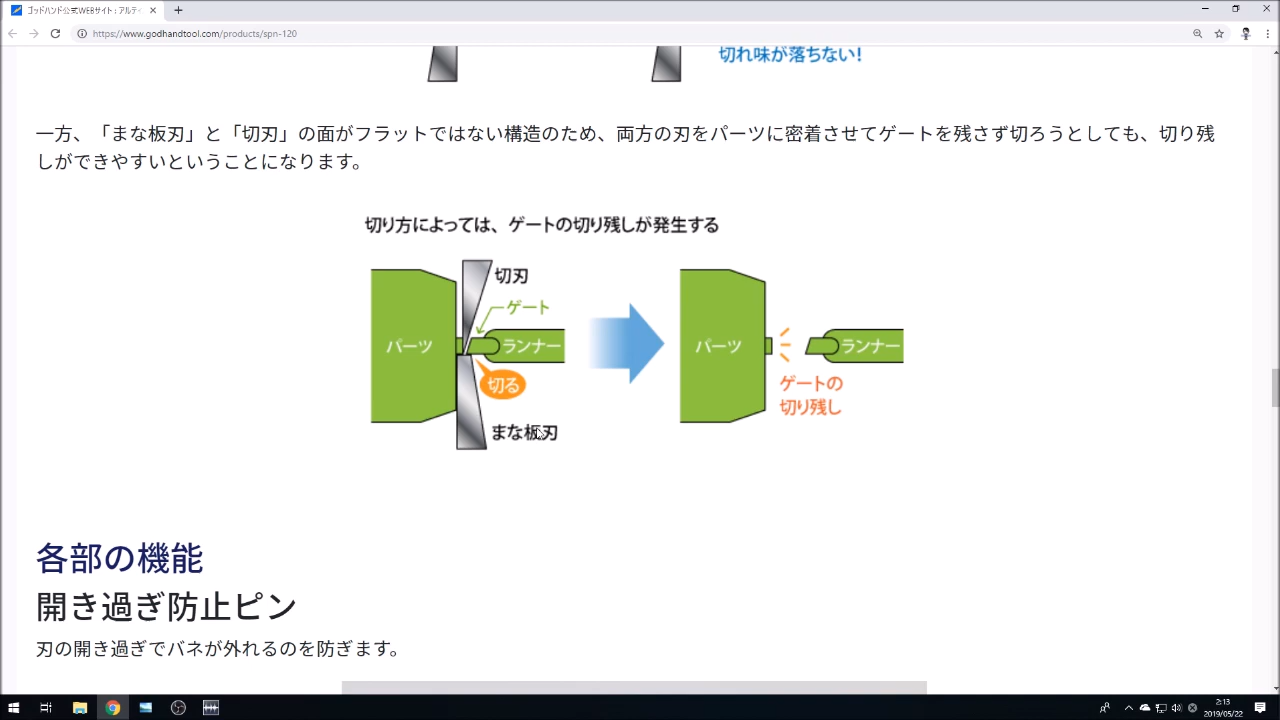 ゴッドハンド公式WEBサイト：アルティ
https://www.godhandtool.com/products/spn-120
切れ味が落ちない！
一方、「まな板刃」と「切刃」の面がフラットではない構造のため、両方の刃をパーツに密着させてゲートを残さず切ろうとしても、切り残
しができやすいということになります。
切り方によっては、ゲートの切り残しが発生する
切刃
ゲート
パーツ
ランナー
切る
まな板刃
パーツ
ランナー
ゲートの
切り残し
各部の機能
開き過ぎ防止ピン
刃の開き過ぎでバネが外れるのを防ぎます。
2:13
2019/05/22